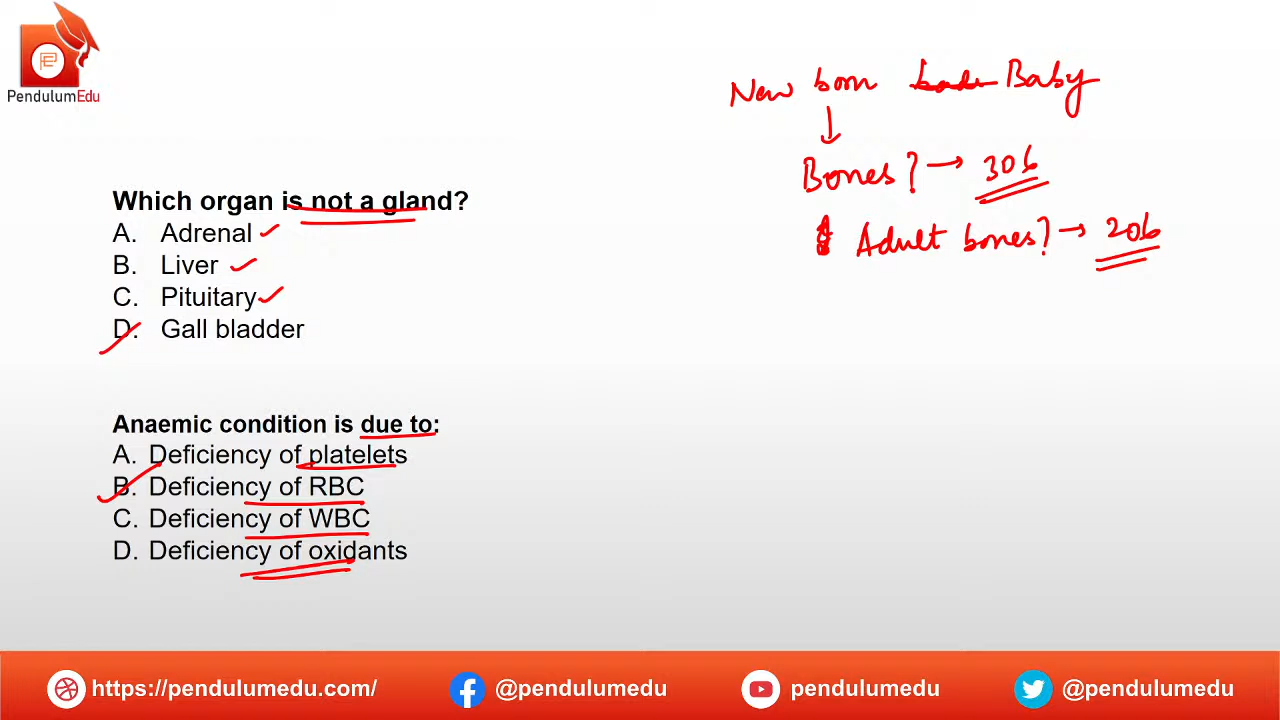 PendulumEdu
Which organ is not a gland?
A. Adrenal
B. Liver
C. Pituitary
D. Gall bladder
Anaemic condition is due to:
A. Deficiency of platelets
B. Deficiency of RBC
C. Deficiency of WBC
D. Deficiency of oxidants
New born Baby
Bones? → 306
Adult bones? → 206
https://pendulumedu.com/
@pendulumedu
pendulumedu
@pendulumedu